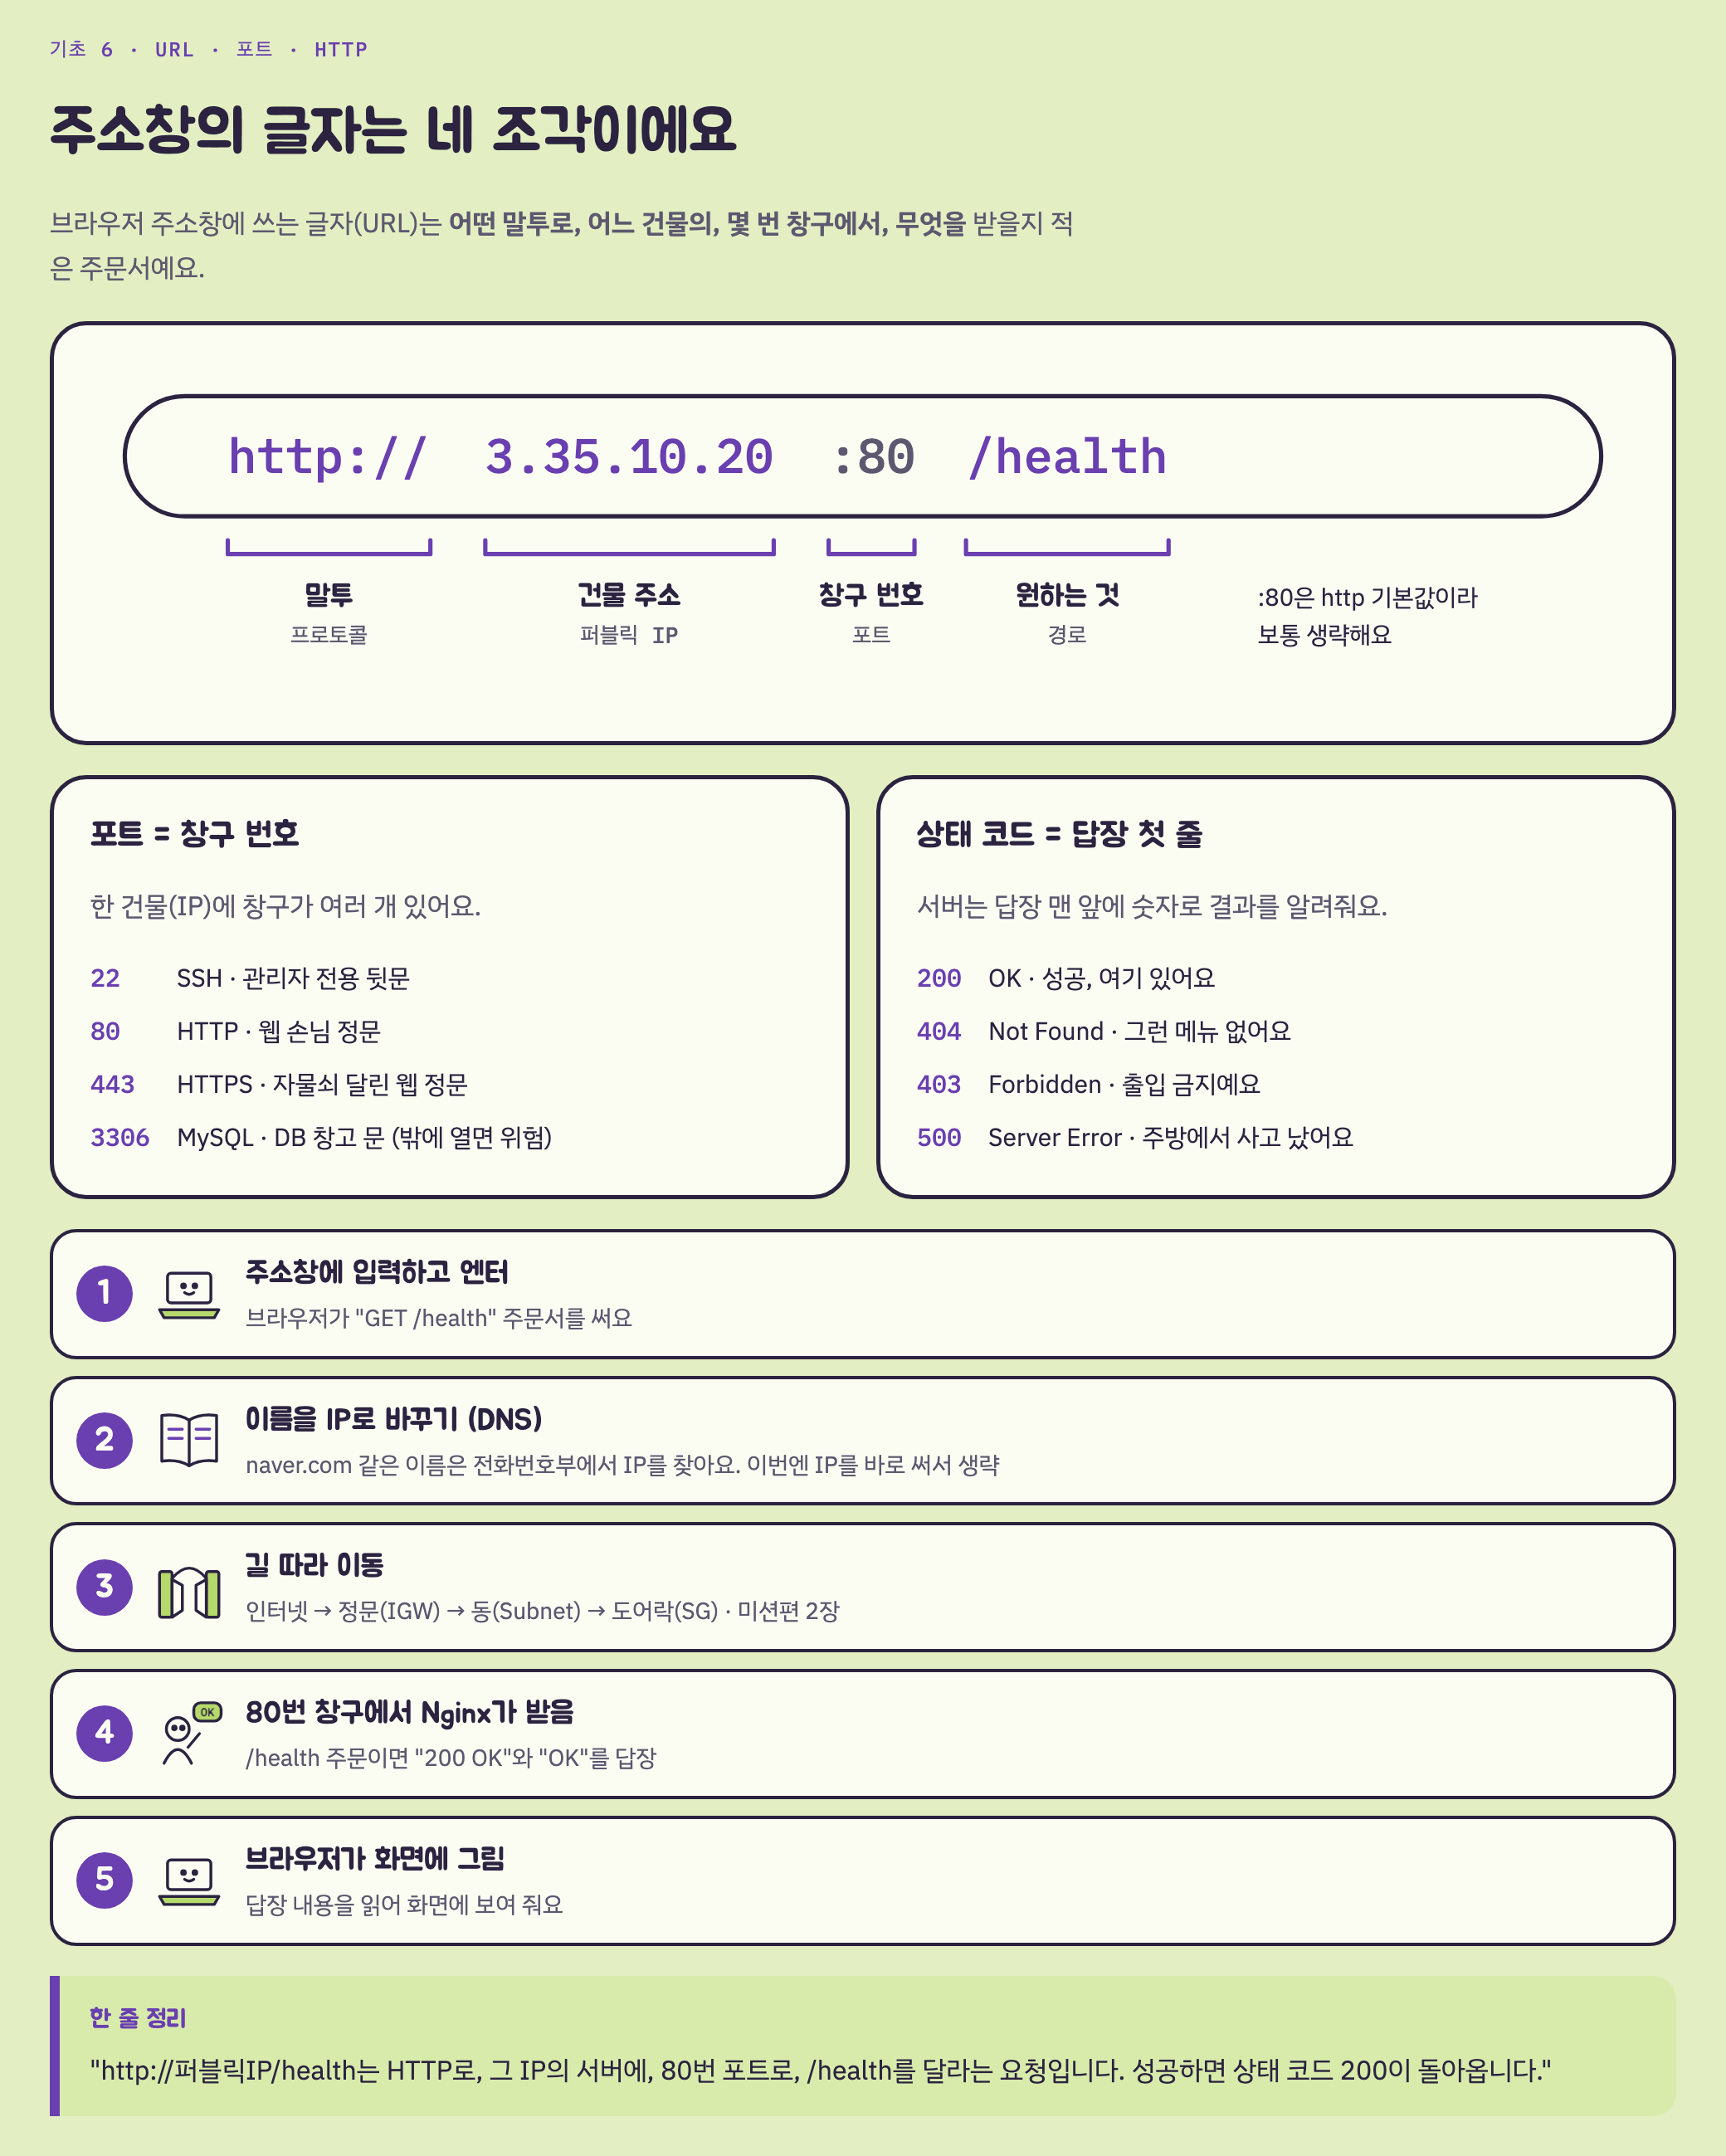 기초 6 · URL · 포트 · HTTP
주소창의 글자는 네 조각이에요
브라우저 주소창에 쓰는 글자(URL)는 어떤 말투로, 어느 건물의, 몇 번 창구에서, 무엇을 받을지 적
은 주문서예요.
http:// 3.35.10.20 :80 /health
말투 건물 주소 창구 번호 원하는 것
프로토콜 퍼블릭 IP 포트 경로
:80은 http 기본값이라
보통 생략해요
포트 = 창구 번호
한 건물(IP)에 창구가 여러 개 있어요.
22 SSH · 관리자 전용 뒷문
80 HTTP · 웹 손님 정문
443 HTTPS · 자물쇠 달린 웹 정문
3306 MySQL · DB 창고 문 (밖에 열면 위험)
상태 코드 = 답장 첫 줄
서버는 답장 맨 앞에 숫자로 결과를 알려줘요.
200 OK · 성공, 여기 있어요
404 Not Found · 그런 메뉴 없어요
403 Forbidden · 출입 금지예요
500 Server Error · 주방에서 사고 났어요
1 주소창에 입력하고 엔터
브라우저가 "GET /health" 주문서를 써요
2 이름을 IP로 바꾸기 (DNS)
naver.com 같은 이름은 전화번호부에서 IP를 찾아요. 이번엔 IP를 바로 써서 생략
3 길 따라 이동
인터넷 → 정문(IGW) → 동(Subnet) → 도어락(SG) · 미션편 2장
4 OK 80번 창구에서 Nginx가 받음
/health 주문이면 "200 OK"와 "OK"를 답장
5 브라우저가 화면에 그림
답장 내용을 읽어 화면에 보여 줘요
한 줄 정리
"http://퍼블릭IP/health는 HTTP로, 그 IP의 서버에, 80번 포트로, /health를 달라는 요청입니다. 성공하면 상태 코드 200이 돌아옵니다."